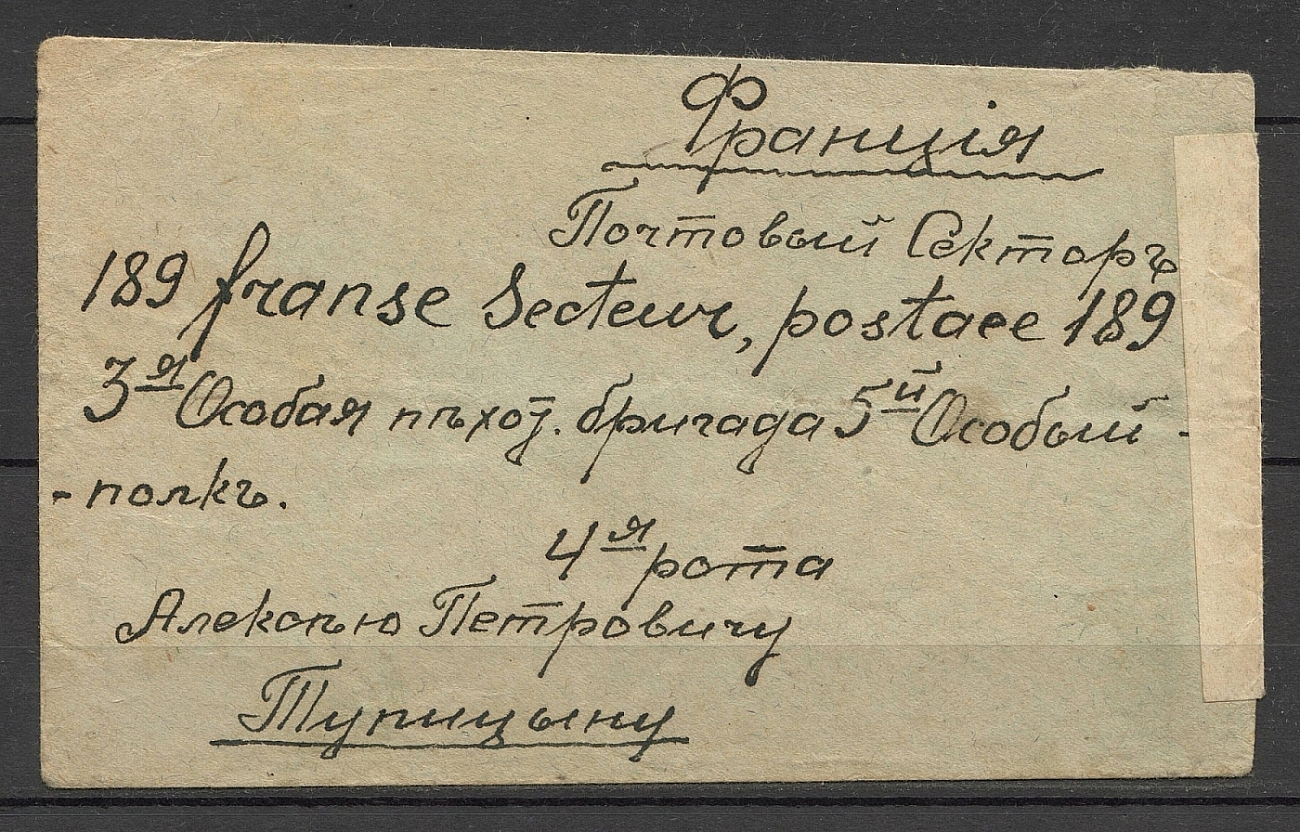 Франція
Почтовый Секторъ
189 franse Secteur, postaee 189
3я Особая пѣхот. бригада 5й Особый -
- полкъ.
4я рота
Алексѣю Петровичу
Тупицыну